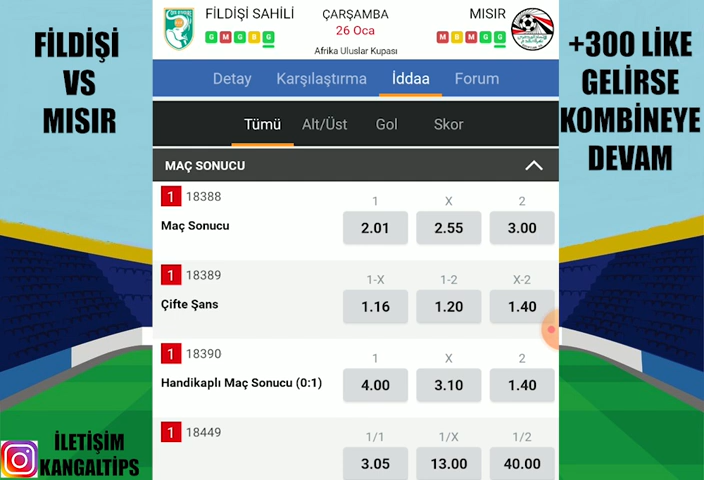 FİLDİŞİ
VS
MISIR
+300 LİKE
GELİRSE
KOMBİNEYE
DEVAM
FİLDİŞİ SAHİLİ
G M G B G
ÇARŞAMBA
26 Oca
Afrika Uluslar Kupası
MISIR
M B M G G
Detay Karşılaştırma İddaa Forum
Tümü Alt/Üst Gol Skor
MAÇ SONUCU
1 18388
Maç Sonucu
1 X 2
2.01 2.55 3.00
1 18389
Çifte Şans
1-X 1-2 X-2
1.16 1.20 1.40
1 18390
Handikaplı Maç Sonucu (0:1)
1 X 2
4.00 3.10 1.40
1 18449
1/1 1/X 1/2
3.05 13.00 40.00
İLETİŞİM
KANGALTİPS